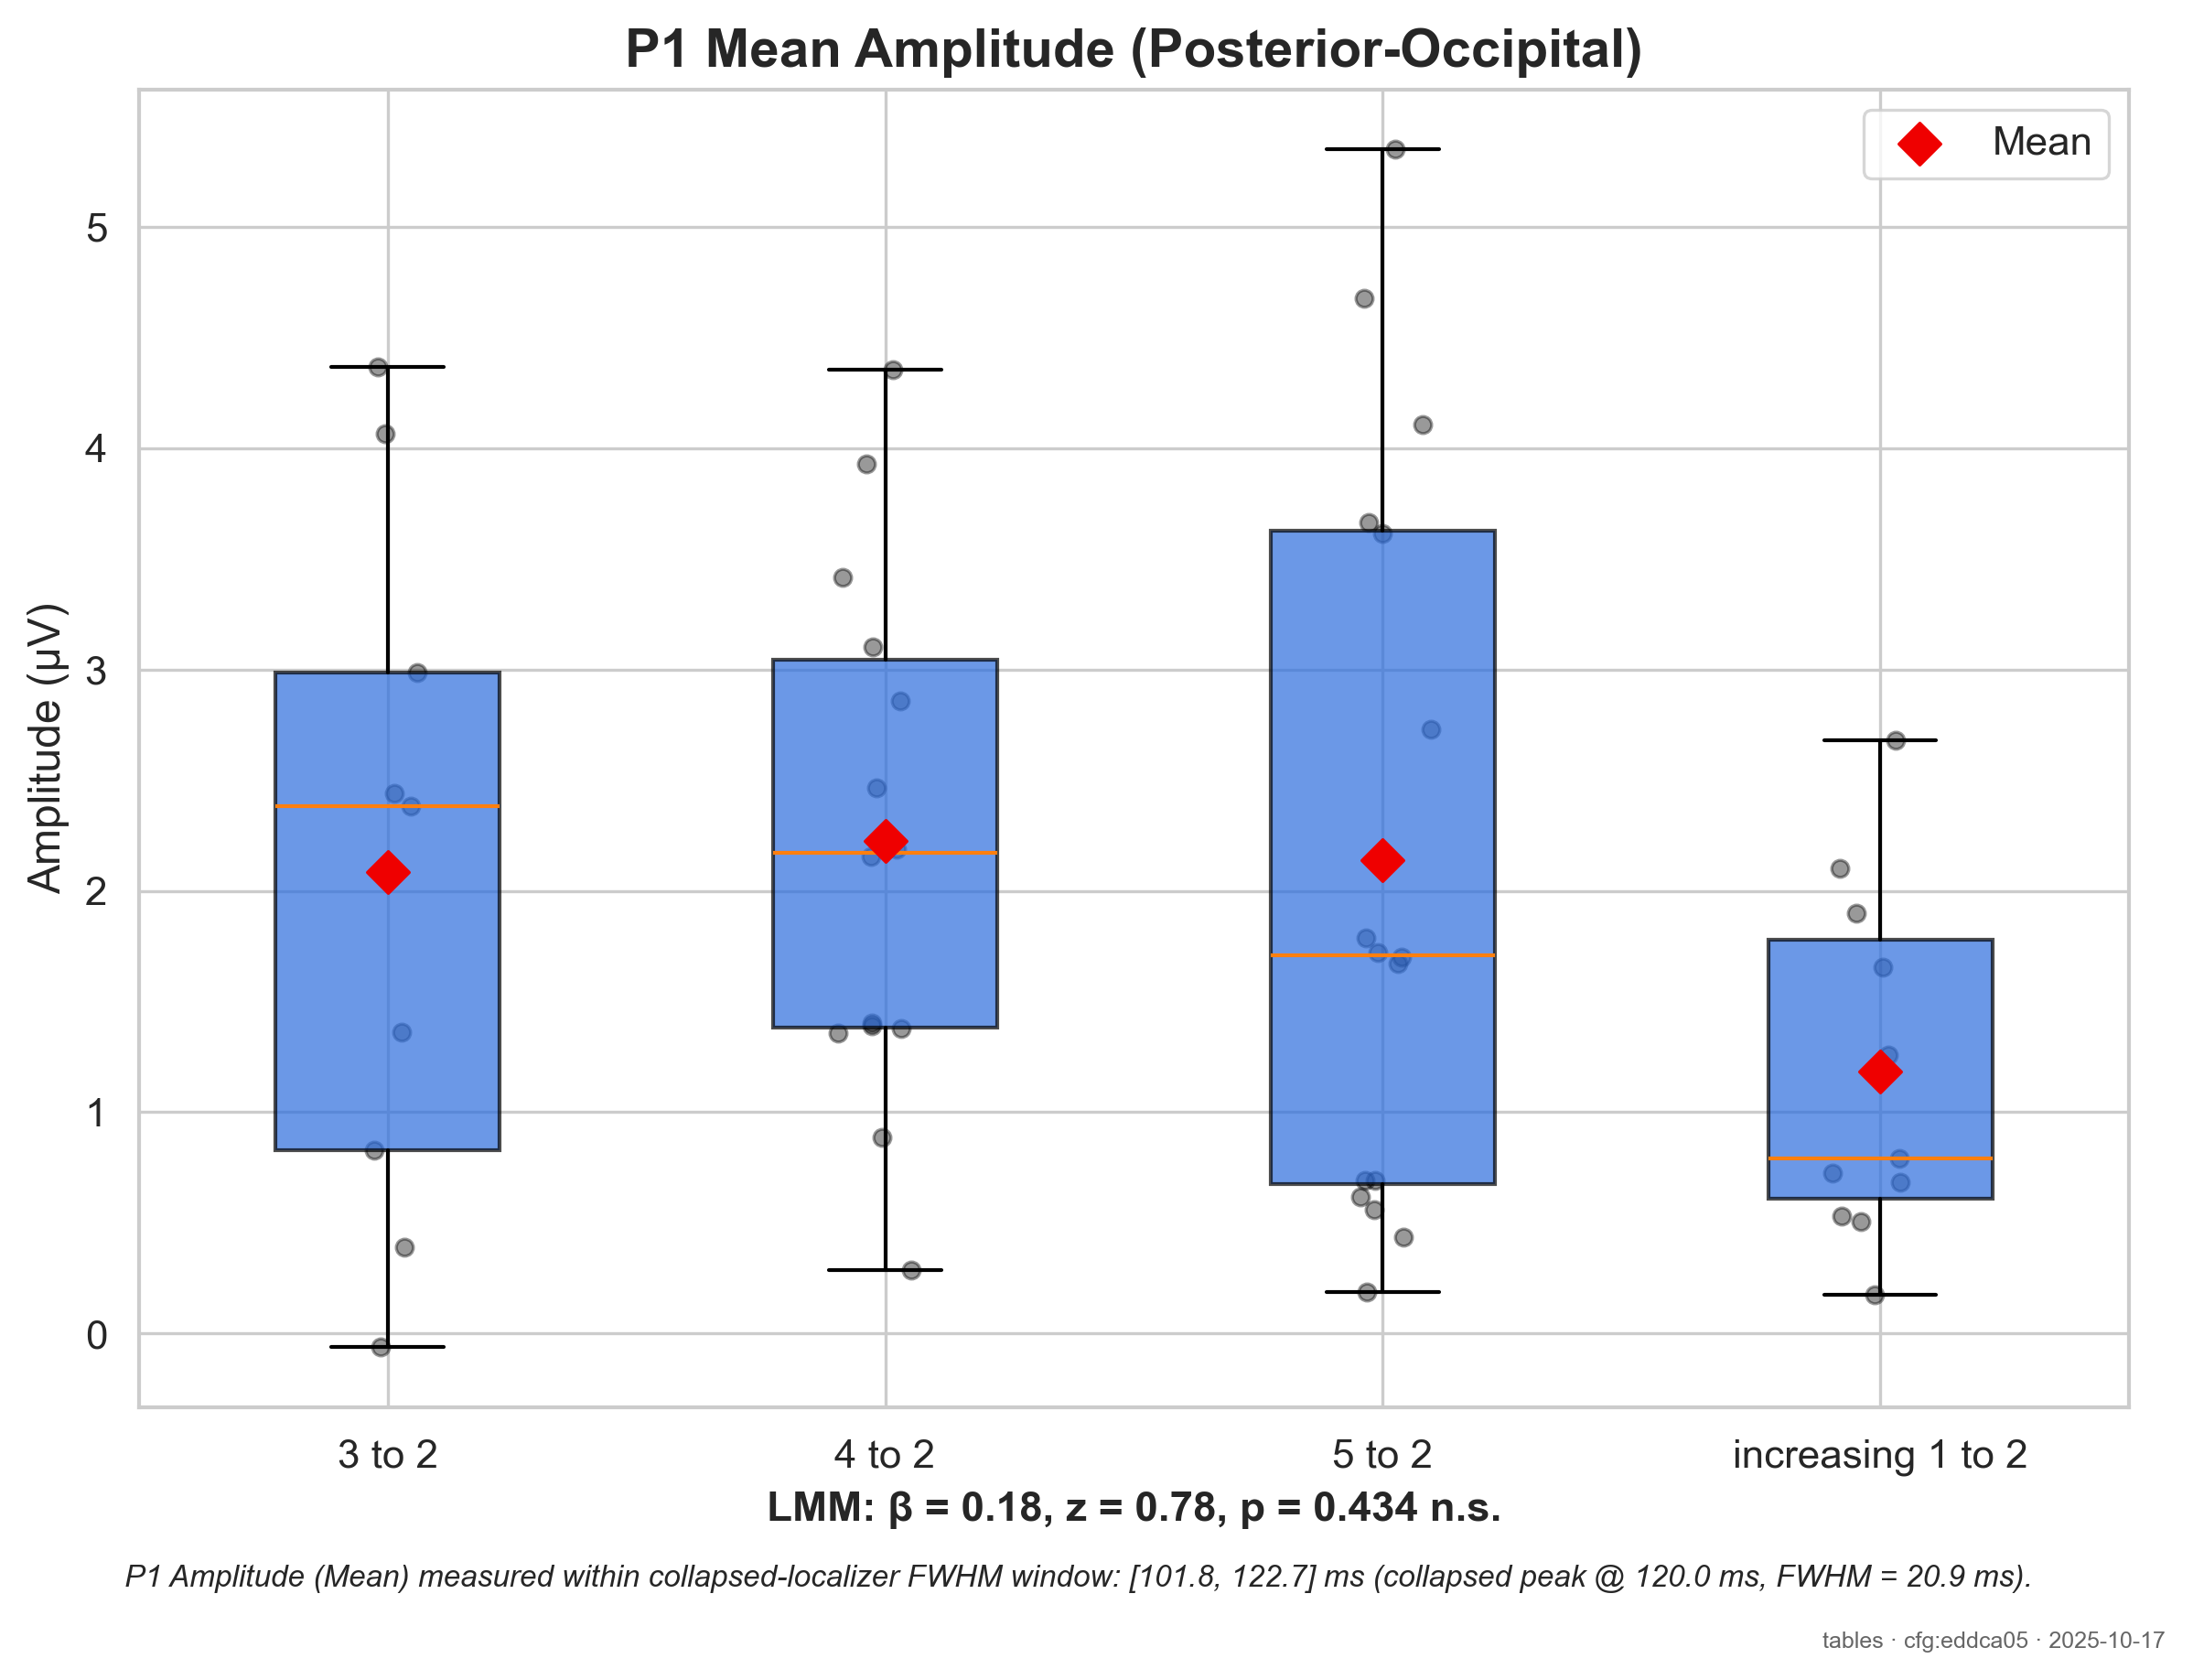 P1 Mean Amplitude (Posterior-Occipital)
Mean
5
4
3
2
1
0
Amplitude (µV)
3 to 2
4 to 2
5 to 2
increasing 1 to 2
LMM: β = 0.18, z = 0.78, p = 0.434 n.s.
P1 Amplitude (Mean) measured within collapsed-localizer FWHM window: [101.8, 122.7] ms (collapsed peak @ 120.0 ms, FWHM = 20.9 ms).
tables · cfg:eddca05 · 2025-10-17